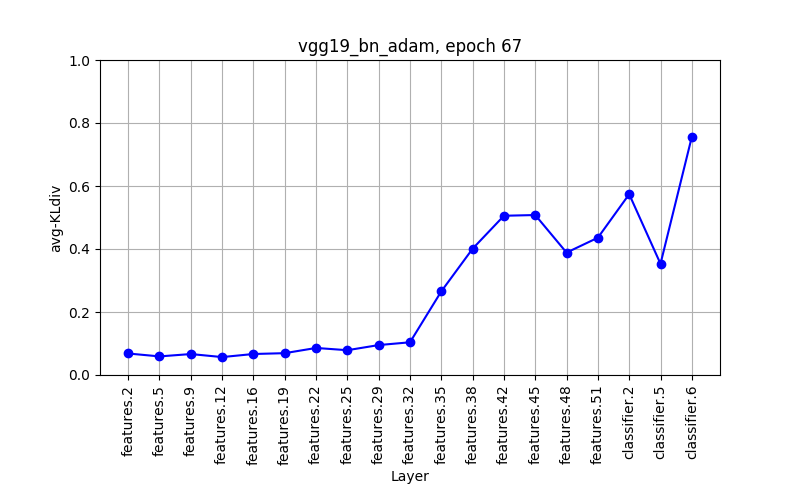 vgg19_bn_adam, epoch 67
1.0
0.8
0.6
0.4
0.2
0.0
avg-KLdiv
features.2
features.5
features.9
features.12
features.16
features.19
features.22
features.25
features.29
features.32
features.35
features.38
features.42
features.45
features.48
features.51
classifier.2
classifier.5
classifier.6
Layer